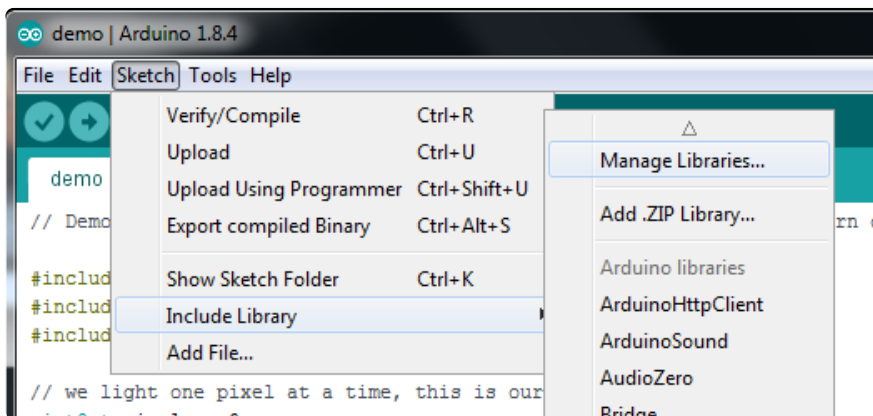 demo | Arduino 1.8.4
File Edit Sketch Tools Help
Verify/Compile Ctrl+R
Upload Ctrl+U
Upload Using Programmer Ctrl+Shift+U
Export compiled Binary Ctrl+Alt+S
Show Sketch Folder Ctrl+K
Include Library
Add File...
Manage Libraries...
Add .ZIP Library...
Arduino libraries
ArduinoHttpClient
ArduinoSound
AudioZero
Bridge
demo
// Demo
#includ
#includ
#includ
// we light one pixel at a time, this is our